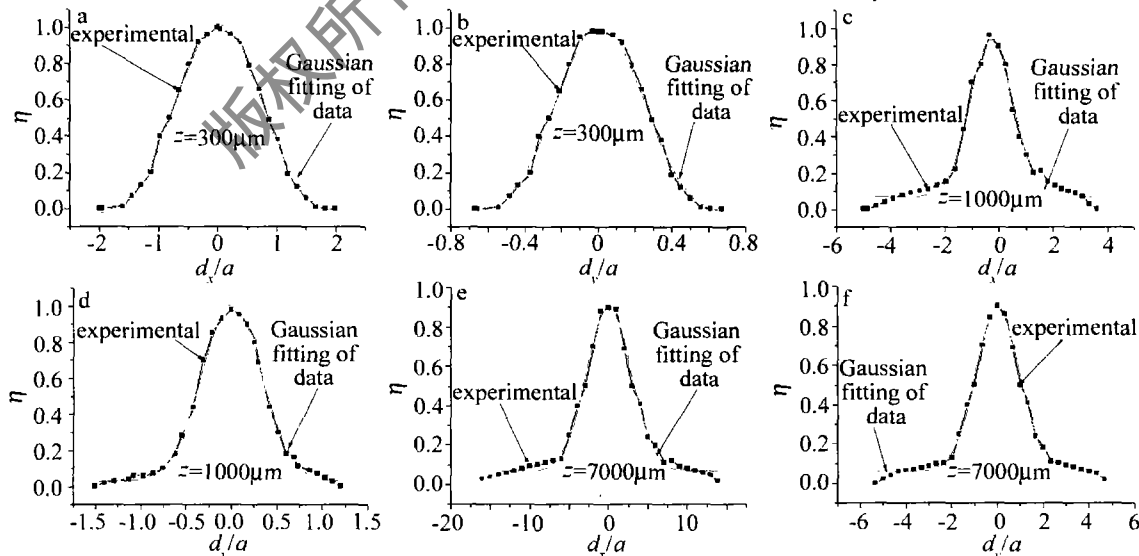 版权所
a
experimental
Gaussian
fitting of
data
z=300μm
η
1.0
0.8
0.6
0.4
0.2
0.0
-2
-1
0
1
2
dx/a
b
experimental
Gaussian
fitting of
data
z=300μm
η
1.0
0.8
0.6
0.4
0.2
0.0
-0.8
-0.4
0
0.4
0.8
dy/a
c
Gaussian
fitting of
data
experimental
z=1000μm
η
1.0
0.8
0.6
0.4
0.2
0.0
-6
-4
-2
0
2
4
6
d
experimental
Gaussian
fitting of
data
z=1000μm
η
1.0
0.8
0.6
0.4
0.2
0.0
-1.5
-1.0
-0.5
0.0
0.5
1.0
1.5
e
Gaussian
fitting of
data
experimental
z=7000μm
η
1.0
0.8
0.6
0.4
0.2
0.0
-20
-10
0
10
f
experimental
Gaussian
fitting of
data
z=7000μm
η
1.0
0.8
0.6
0.4
0.2
0.0
-6
-4
-2
0
2
4
6